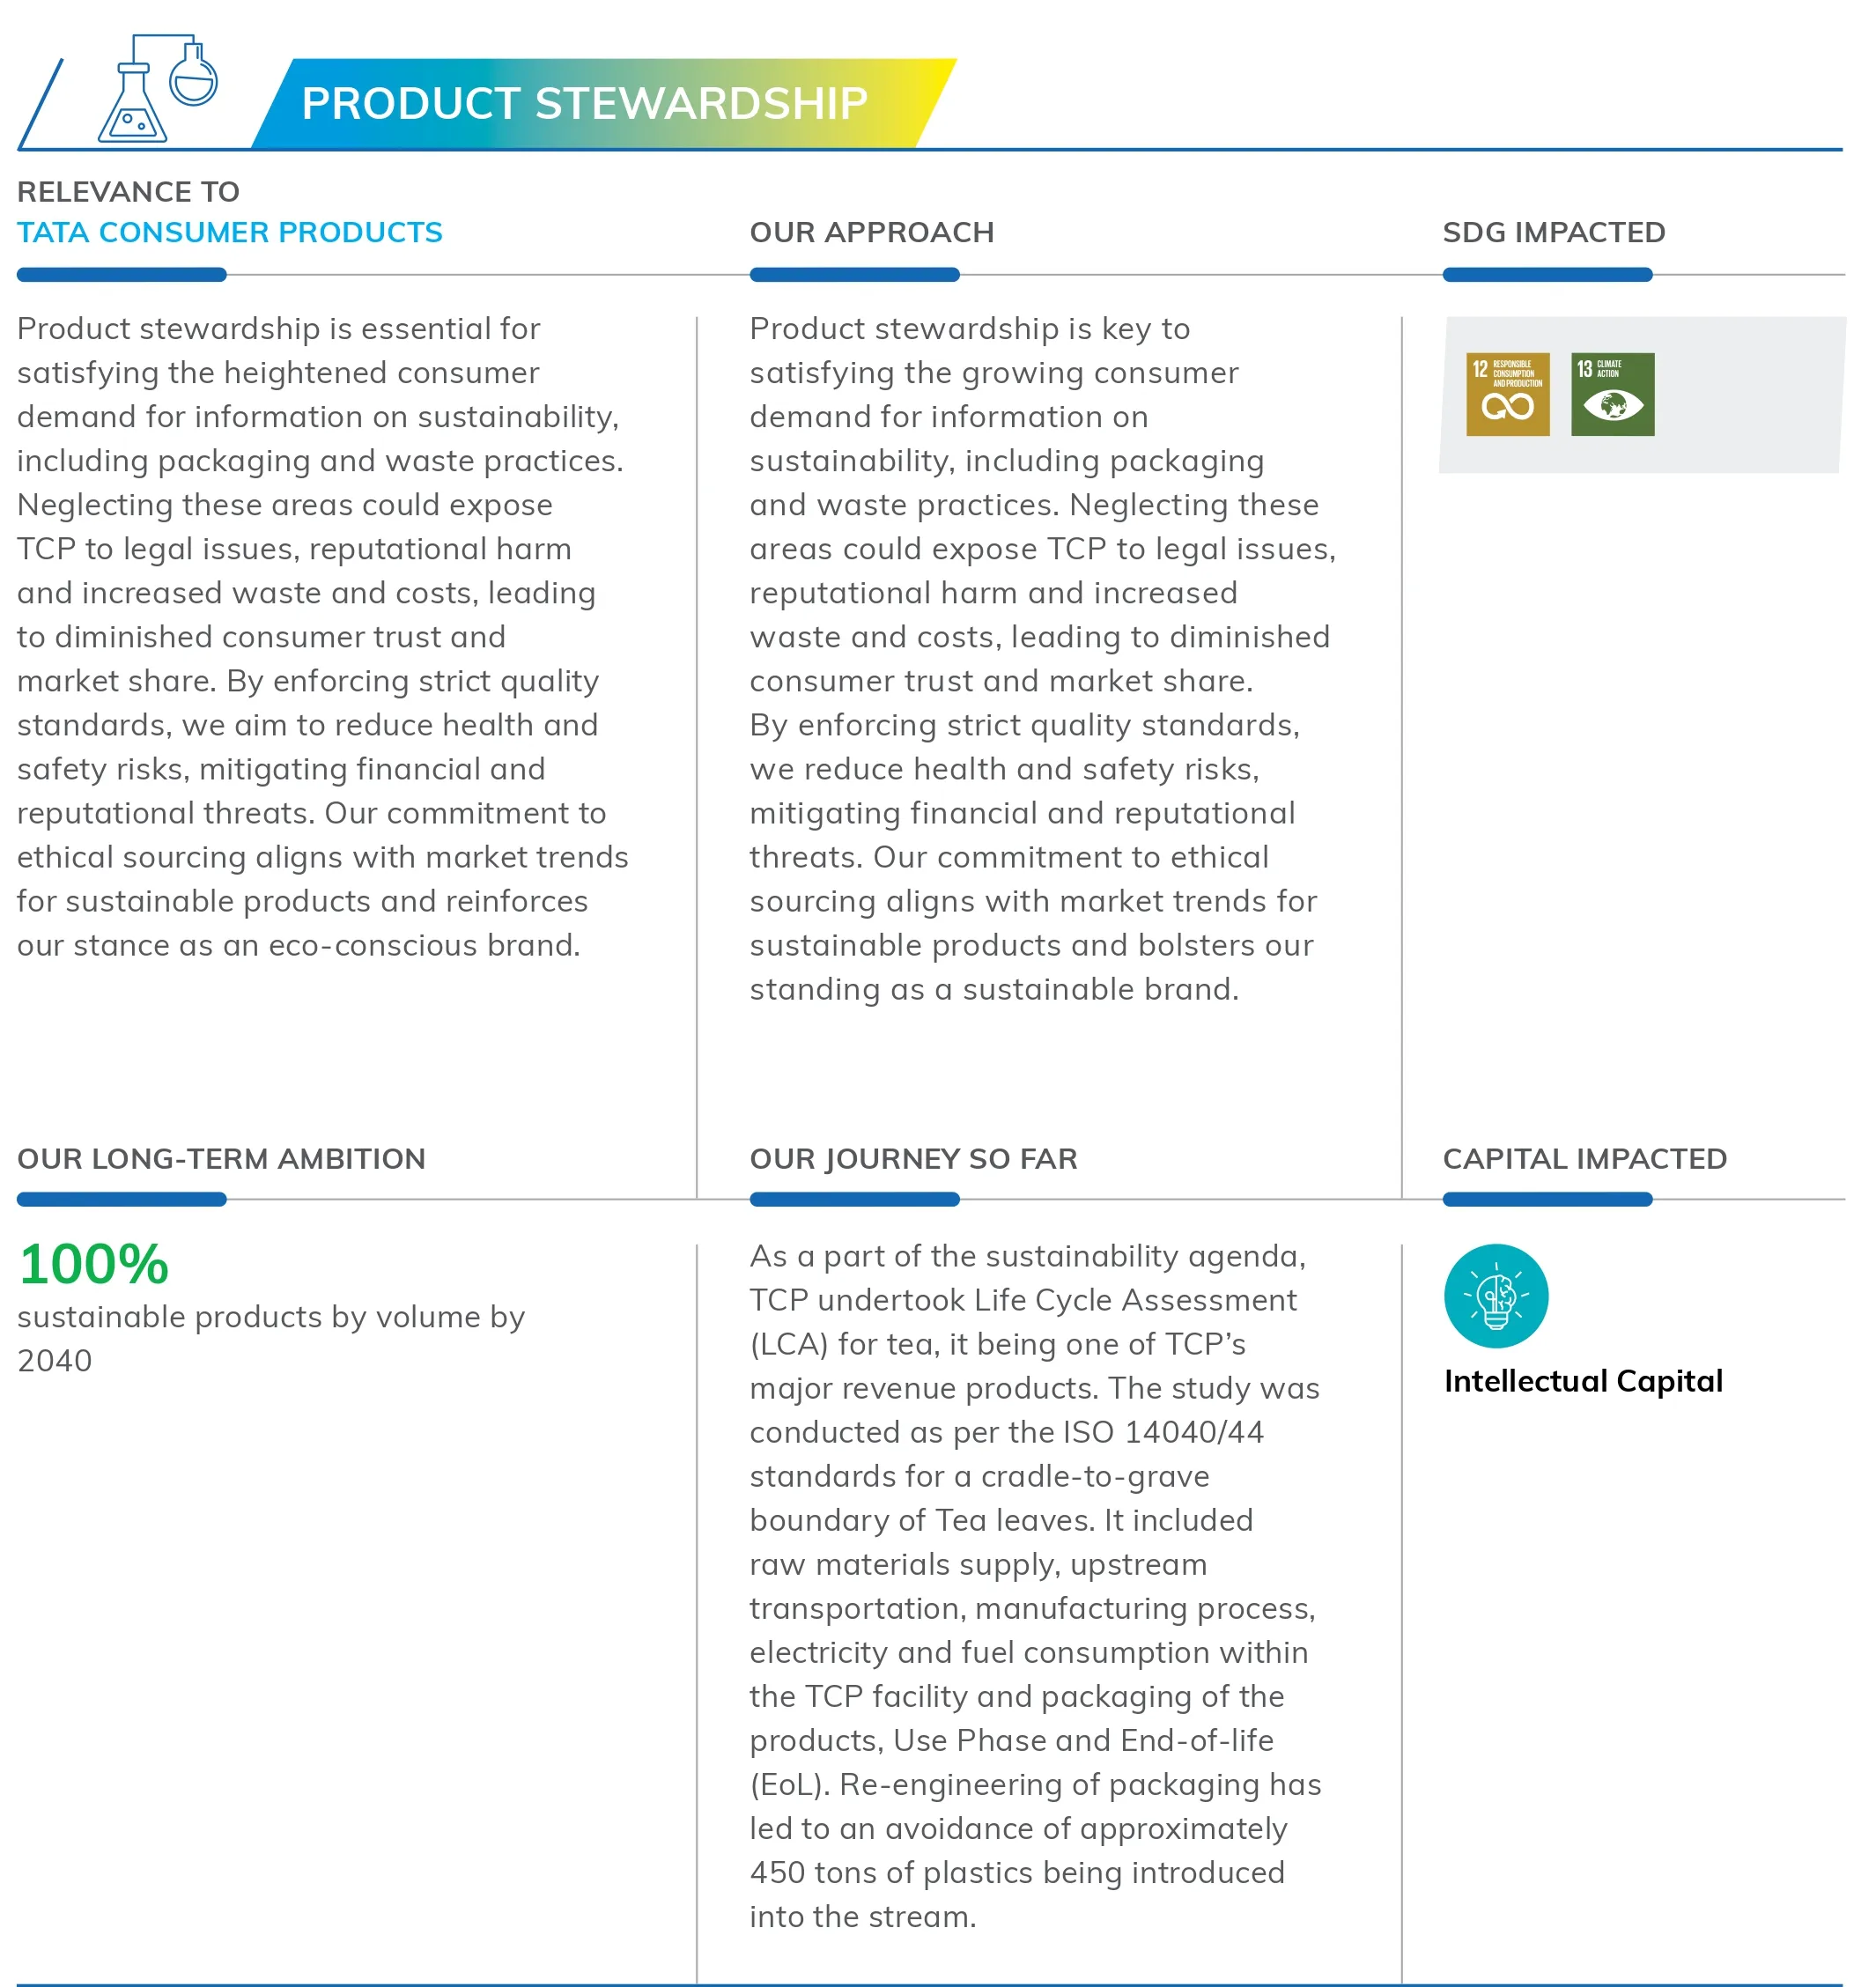 PRODUCT STEWARDSHIP
RELEVANCE TO
TATA CONSUMER PRODUCTS
Product stewardship is essential for
satisfying the heightened consumer
demand for information on sustainability,
including packaging and waste practices.
Neglecting these areas could expose
TCP to legal issues, reputational harm
and increased waste and costs, leading
to diminished consumer trust and
market share. By enforcing strict quality
standards, we aim to reduce health and
safety risks, mitigating financial and
reputational threats. Our commitment to
ethical sourcing aligns with market trends
for sustainable products and reinforces
our stance as an eco-conscious brand.
OUR APPROACH
Product stewardship is key to
satisfying the growing consumer
demand for information on
sustainability, including packaging
and waste practices. Neglecting these
areas could expose TCP to legal issues,
reputational harm and increased
waste and costs, leading to diminished
consumer trust and market share.
By enforcing strict quality standards,
we reduce health and safety risks,
mitigating financial and reputational
threats. Our commitment to ethical
sourcing aligns with market trends for
sustainable products and bolsters our
standing as a sustainable brand.
SDG IMPACTED
12 RESPONSIBLE
CONSUMPTION
AND PRODUCTION
13 CLIMATE
ACTION
OUR LONG-TERM AMBITION
100%
sustainable products by volume by
2040
OUR JOURNEY SO FAR
As a part of the sustainability agenda,
TCP undertook Life Cycle Assessment
(LCA) for tea, it being one of TCP’s
major revenue products. The study was
conducted as per the ISO 14040/44
standards for a cradle-to-grave
boundary of Tea leaves. It included
raw materials supply, upstream
transportation, manufacturing process,
electricity and fuel consumption within
the TCP facility and packaging of the
products, Use Phase and End-of-life
(EoL). Re-engineering of packaging has
led to an avoidance of approximately
450 tons of plastics being introduced
into the stream.
CAPITAL IMPACTED
Intellectual Capital